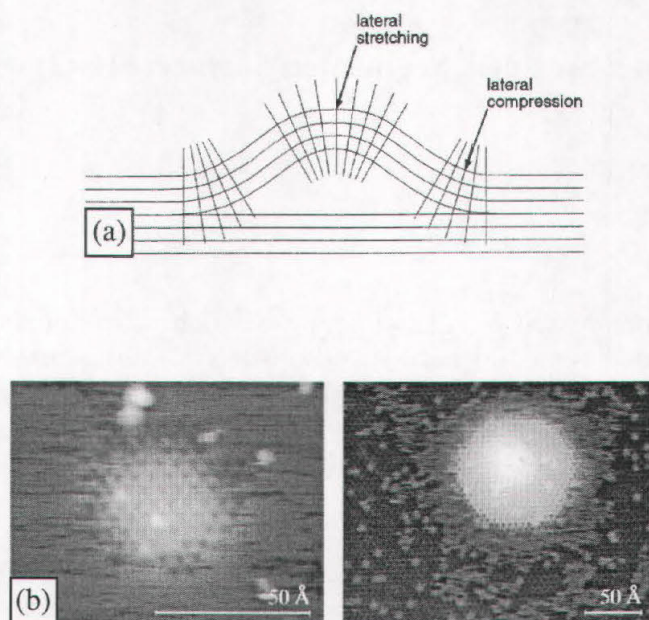 lateral
stretching
lateral
compression
(a)
(b)
50 Å
50 Å